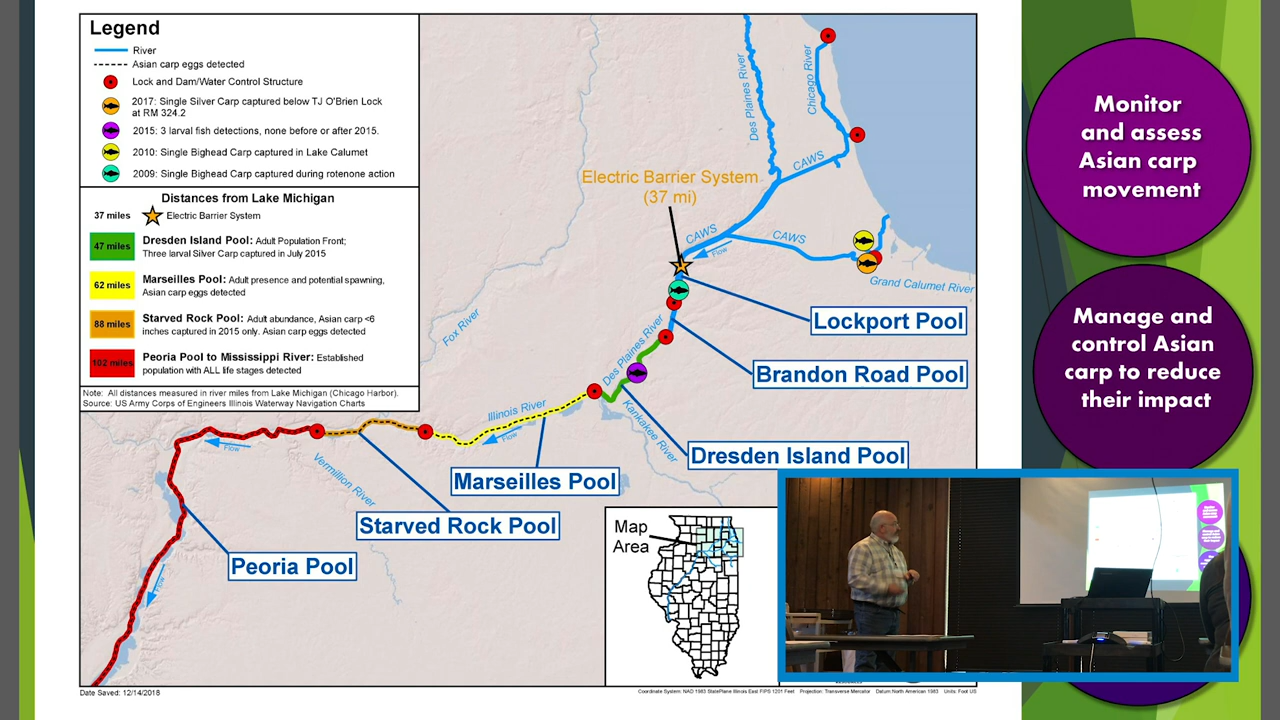 Legend
River
Asian carp eggs detected
Lock and Dam/Water Control Structure
2017: Single Silver Carp captured below TJ O'Brien Lock
at RM 324.2
2015: 3 larval fish detections, none before or after 2015.
2010: Single Bighead Carp captured in Lake Calumet
2009: Single Bighead Carp captured during rotenone action
Distances from Lake Michigan
37 miles
Electric Barrier System
47 miles
Dresden Island Pool: Adult Population Front;
Three larval Silver Carp captured in July 2015
62 miles
Marseilles Pool: Adult presence and potential spawning,
Asian carp eggs detected
88 miles
Starved Rock Pool: Adult abundance, Asian carp <6
inches captured in 2015 only. Asian carp eggs detected
102 miles
Peoria Pool to Mississippi River: Established
population with ALL life stages detected
Note: All distances measured in river miles from Lake Michigan (Chicago Harbor).
Source: US Army Corps of Engineers Illinois Waterway Navigation Charts
Des Plaines River
Chicago River
CAWS
Electric Barrier System
(37 mi)
CAWS
Flow
CAWS
Grand Calumet River
Lockport Pool
Fox River
Des Plaines River
Brandon Road Pool
Illinois River
Flow
Kankakee River
Dresden Island Pool
Flow
Vermillion River
Marseilles Pool
Starved Rock Pool
Peoria Pool
Flow
Map
Area
Date Saved: 12/14/2018
Coordinate System: NAD 1983 StatePlane Illinois East FIPS 1201 Feet Projection: Transverse Mercator Datum: North American 1983 Units: Foot US
Monitor
and assess
Asian carp
movement
Manage and
control Asian
carp to reduce
their impact